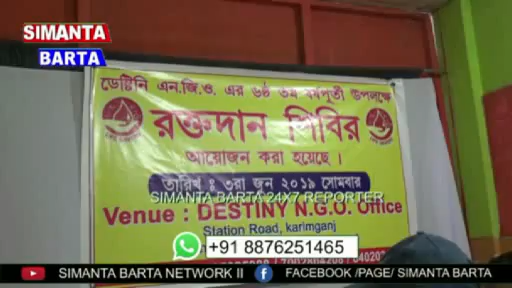 SIMANTA
BARTA
ডেষ্টিনি এন.জি.ও. এর ৬ষ্ঠ তম বর্ষপূর্তী উপলক্ষে
রক্তদান শিবির
আয়োজন করা হয়েছে ।
তারিখ : ৩রা জুন ২০১৯ সোমবার
SIMANTA BARTA 24X7 REPORTER
Venue : DESTINY N.G.O. Office
Station Road, karimganj
+91 8876251465
SIMANTA BARTA NETWORK II
FACEBOOK /PAGE/ SIMANTA BARTA